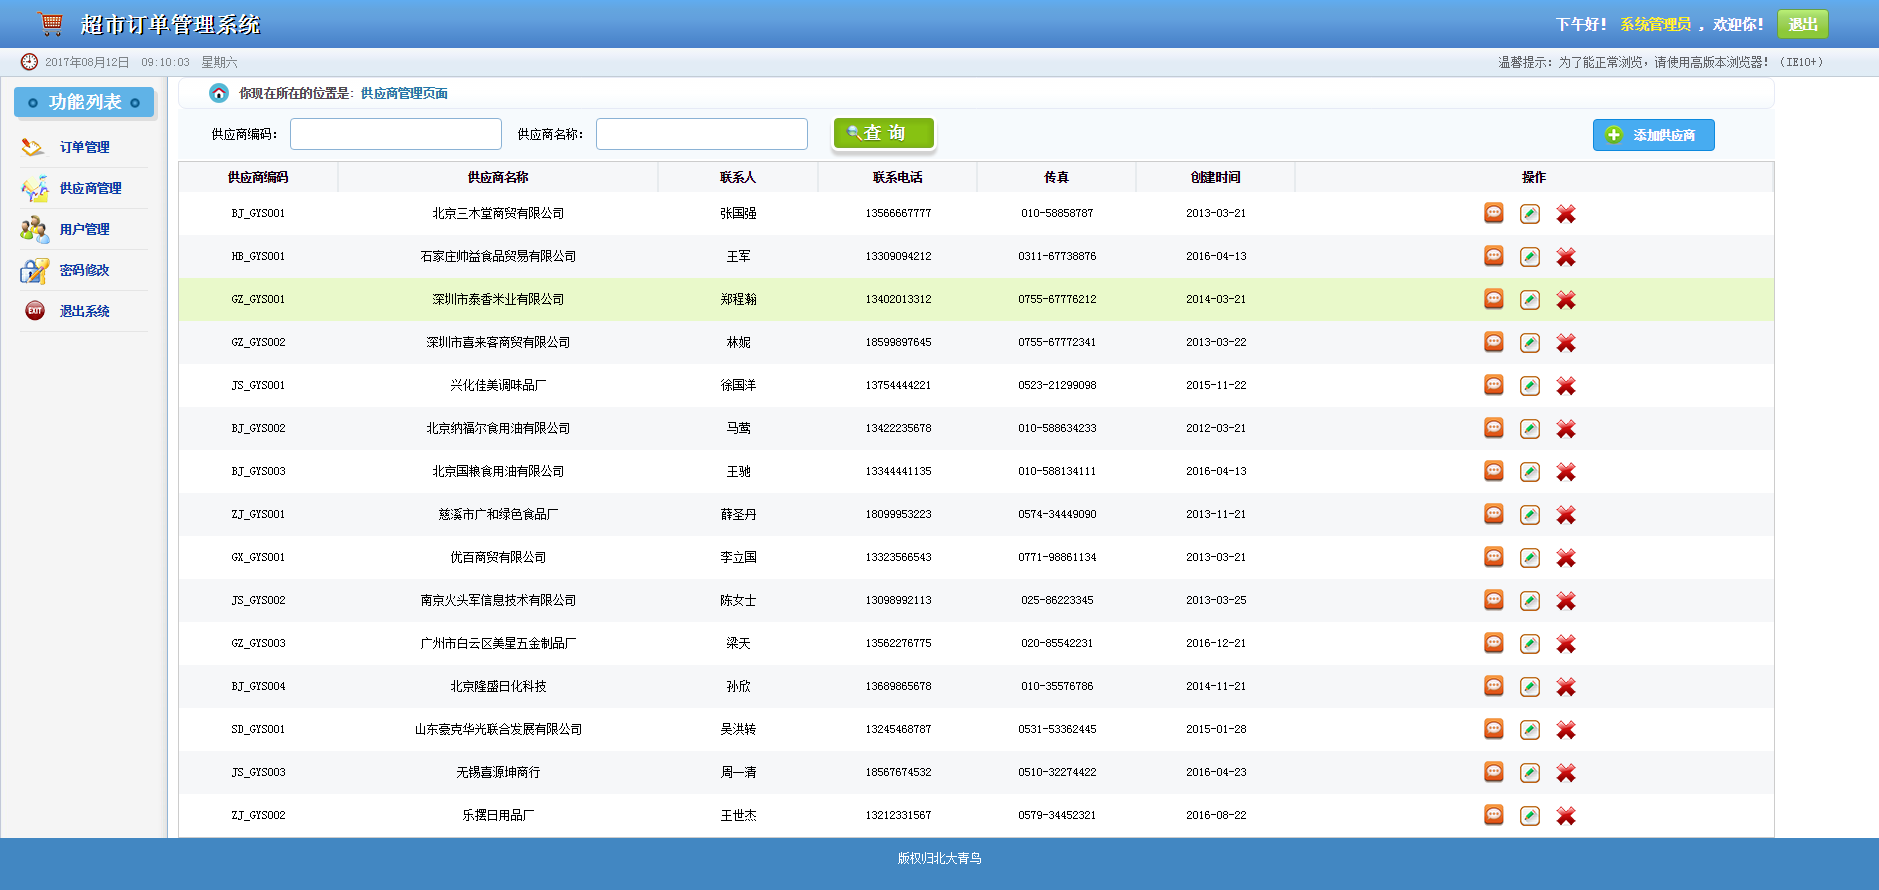 超市订单管理系统
下午好! 系统管理员 ，欢迎你! 退出
2017年08月12日 09:10:03 星期六
温馨提示：为了能正常浏览，请使用高版本浏览器！（IE10+）
功能列表
订单管理
供应商管理
用户管理
密码修改
EXIT 退出系统
你现在所在的位置是：供应商管理页面
供应商编码： 供应商名称： 查 询 添加供应商
供应商编码 供应商名称 联系人 联系电话 传真 创建时间 操作
BJ_GYS001 北京三木堂商贸有限公司 张国强 13566667777 010-58858787 2013-03-21
HB_GYS001 石家庄帅益食品贸易有限公司 王军 13309094212 0311-67738876 2016-04-13
GZ_GYS001 深圳市泰香米业有限公司 郑程瀚 13402013312 0755-67776212 2014-03-21
GZ_GYS002 深圳市喜来客商贸有限公司 林妮 18599897645 0755-67772341 2013-03-22
JS_GYS001 兴化佳美调味品厂 徐国洋 13754444221 0523-21299098 2015-11-22
BJ_GYS002 北京纳福尔食用油有限公司 马莺 13422235678 010-588634233 2012-03-21
BJ_GYS003 北京国粮食用油有限公司 王驰 13344441135 010-588134111 2016-04-13
ZJ_GYS001 慈溪市广和绿色食品厂 薛圣丹 18099953223 0574-34449090 2013-11-21
GX_GYS001 优百商贸有限公司 李立国 13323566543 0771-98861134 2013-03-21
JS_GYS002 南京火头军信息技术有限公司 陈女士 13098992113 025-86223345 2013-03-25
GZ_GYS003 广州市白云区美星五金制品厂 梁天 13562276775 020-85542231 2016-12-21
BJ_GYS004 北京隆盛日化科技 孙欣 13689865678 010-35576786 2014-11-21
SD_GYS001 山东豪克华光联合发展有限公司 吴洪转 13245468787 0531-53362445 2015-01-28
JS_GYS003 无锡喜源坤商行 周一清 18567674532 0510-32274422 2016-04-23
ZJ_GYS002 乐摆日用品厂 王世杰 13212331567 0579-34452321 2016-08-22
版权归北大青鸟